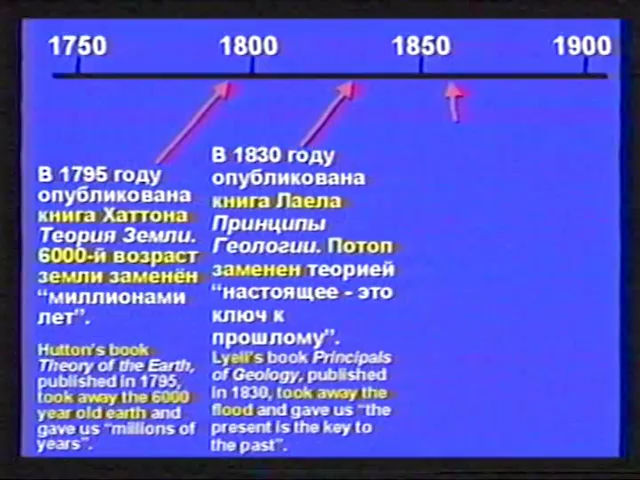 1750 1800 1850 1900
В 1795 году
опубликована
книга Хаттона
Теория Земли.
6000-й возраст
земли заменён
“миллионами
лет”.
Hutton's book
Theory of the Earth,
published in 1795,
took away the 6000
year old earth and
gave us “millions of
years”.
В 1830 году
опубликована
книга Лаела
Принципы
Геологии. Потоп
заменен теорией
“настоящее - это
ключ к
прошлому”.
Lyell's book Principals
of Geology, published
in 1830, took away the
flood and gave us “the
present is the key to
the past”.